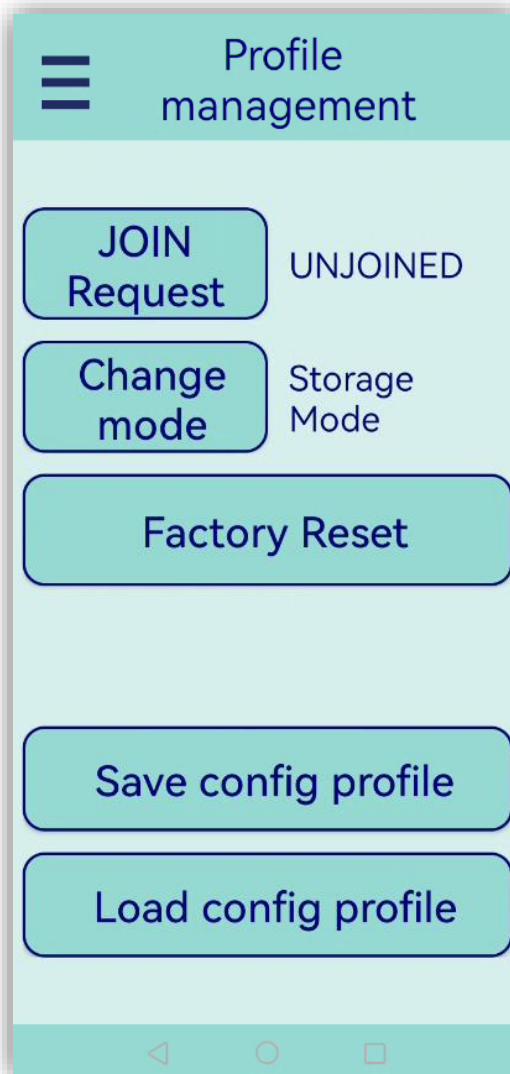 Profile
management
JOIN
Request
UNJOINED
Change
mode
Storage
Mode
Factory Reset
Save config profile
Load config profile